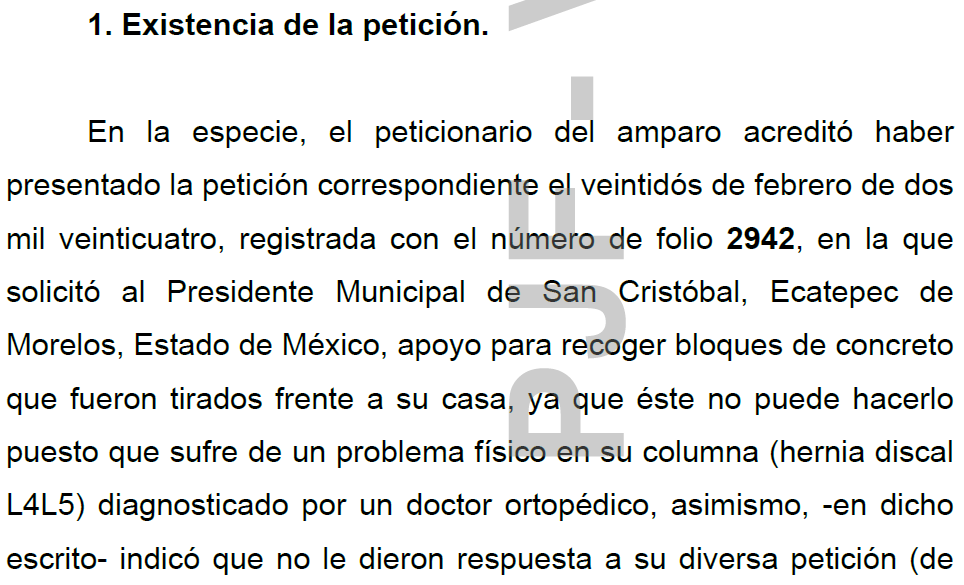 1. Existencia de la petición.
En la especie, el peticionario del amparo acreditó haber
presentado la petición correspondiente el veintidós de febrero de dos
mil veinticuatro, registrada con el número de folio 2942, en la que
solicitó al Presidente Municipal de San Cristóbal, Ecatepec de
Morelos, Estado de México, apoyo para recoger bloques de concreto
que fueron tirados frente a su casa, ya que éste no puede hacerlo
puesto que sufre de un problema físico en su columna (hernia discal
L4L5) diagnosticado por un doctor ortopédico, asimismo, -en dicho
escrito- indicó que no le dieron respuesta a su diversa petición (de
PJF -